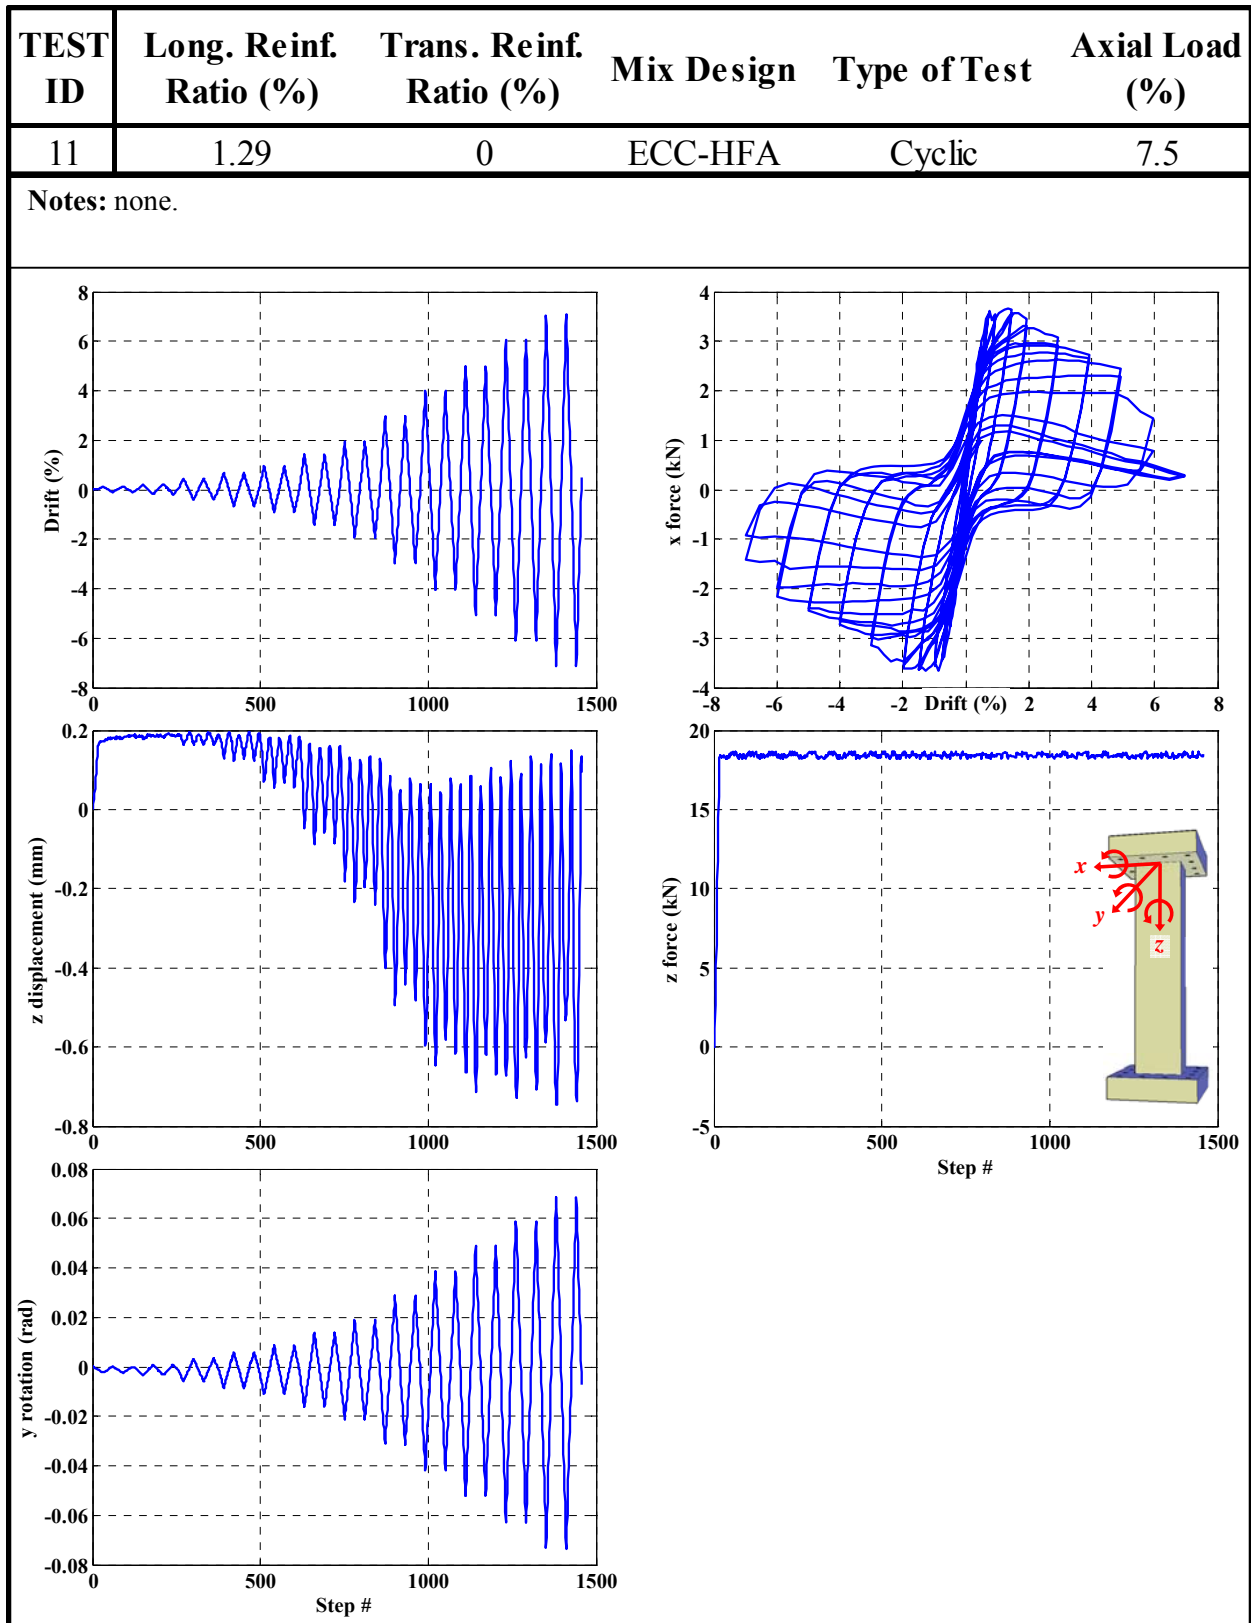 TEST ID Long. Reinf. Ratio (%) Trans. Reinf. Ratio (%) Mix Design Type of Test Axial Load (%)
11 1.29 0 ECC-HFA Cyclic 7.5
Notes: none.
8
6
4
2
0
-2
-4
-6
-8
Drift (%)
0 500 1000 1500
4
3
2
1
0
-1
-2
-3
-4
x force (kN)
-8 -6 -4 -2 Drift (%) 2 4 6 8
0.2
0
-0.2
-0.4
-0.6
-0.8
z displacement (mm)
0 500 1000 1500
20
15
10
5
0
-5
z force (kN)
x
y
z
0 500 1000 1500
Step #
0.08
0.06
0.04
0.02
0
-0.02
-0.04
-0.06
-0.08
y rotation (rad)
0 500 1000 1500
Step #